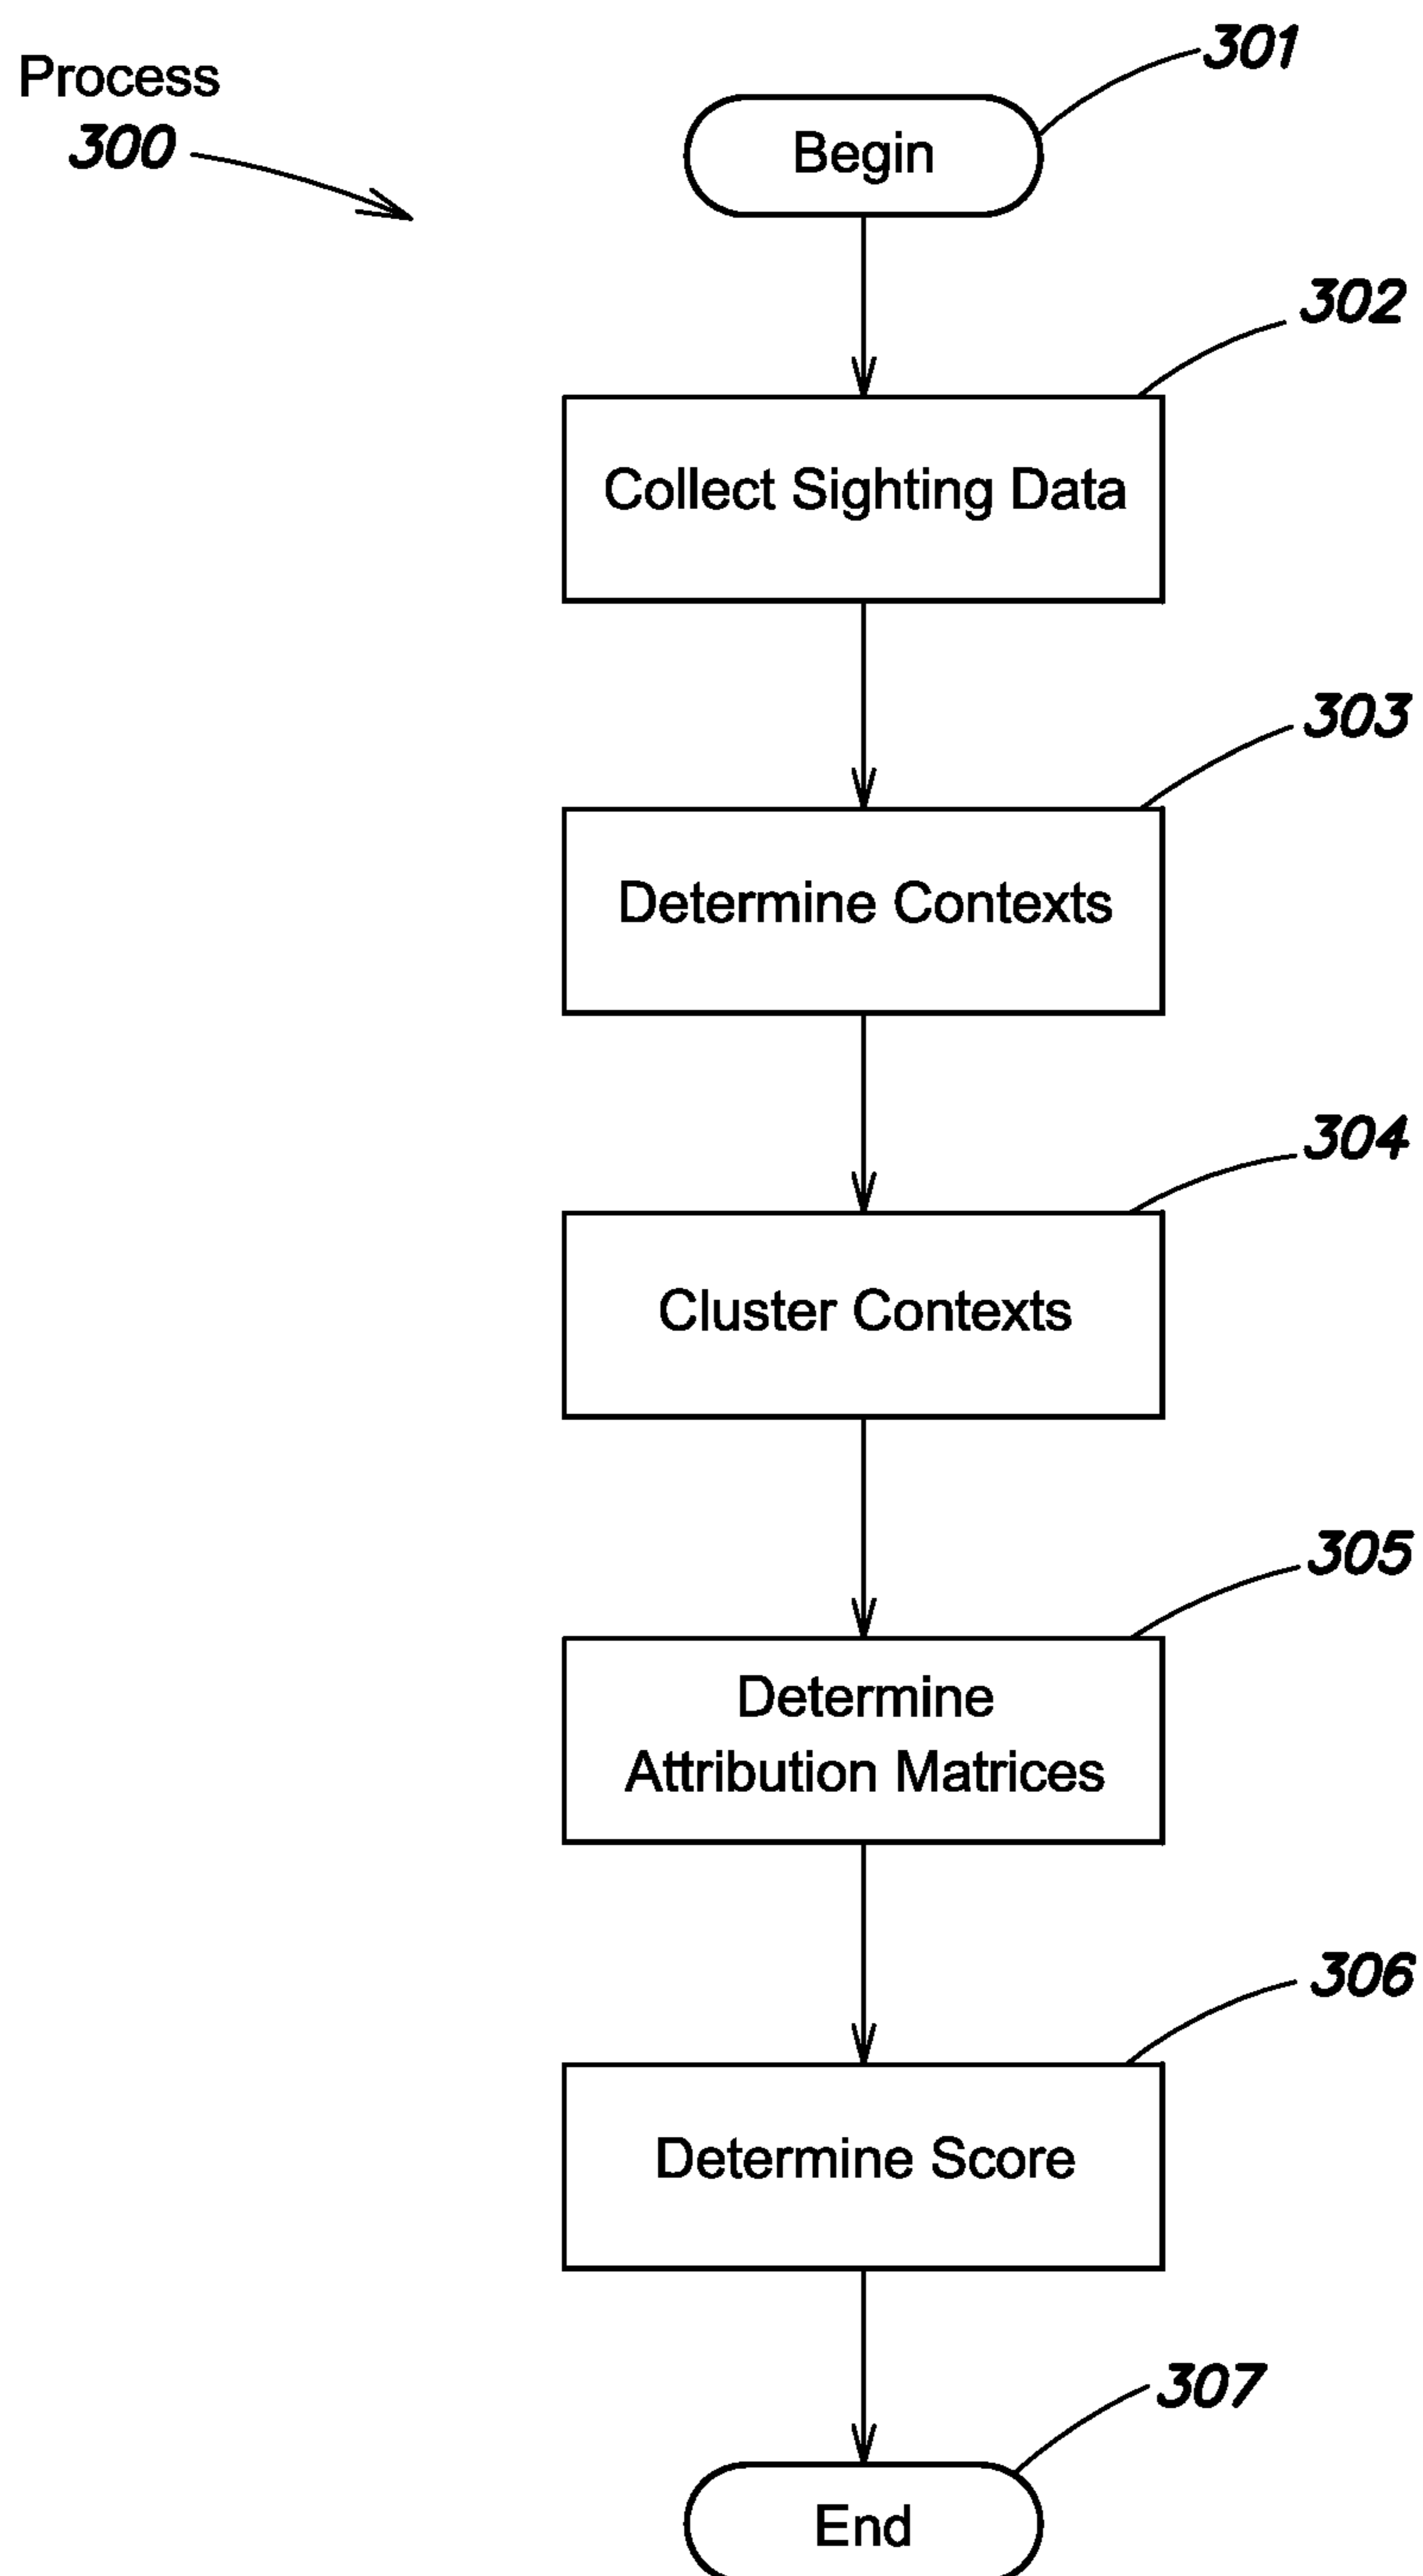 Process
300
301
Begin
302
Collect Sighting Data
303
Determine Contexts
304
Cluster Contexts
305
Determine
Attribution Matrices
306
Determine Score
307
End